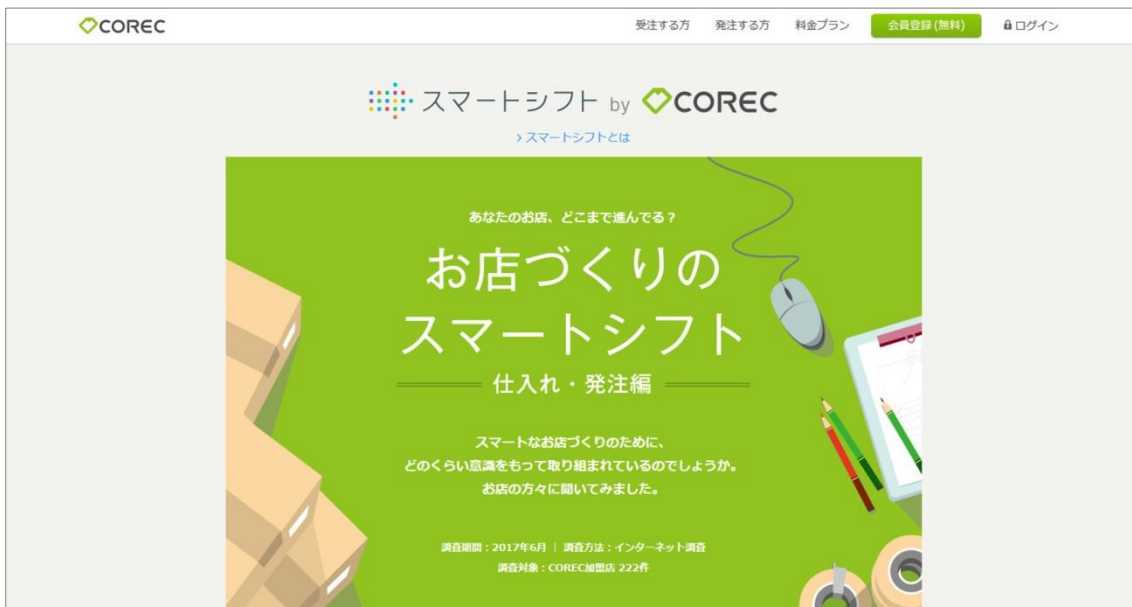 COREC
受注する方 発注する方 料金プラン 会員登録(無料) ログイン
スマートシフト by COREC
› スマートシフトとは
あなたのお店、どこまで進んでる?
お店づくりの
スマートシフト
仕入れ・発注編
スマートなお店づくりのために、
どのくらい意識をもって取り組まれているのでしょうか。
お店の方々に聞いてみました。
調査期間:2017年6月 | 調査方法:インターネット調査
調査対象:COREC加盟店 222件